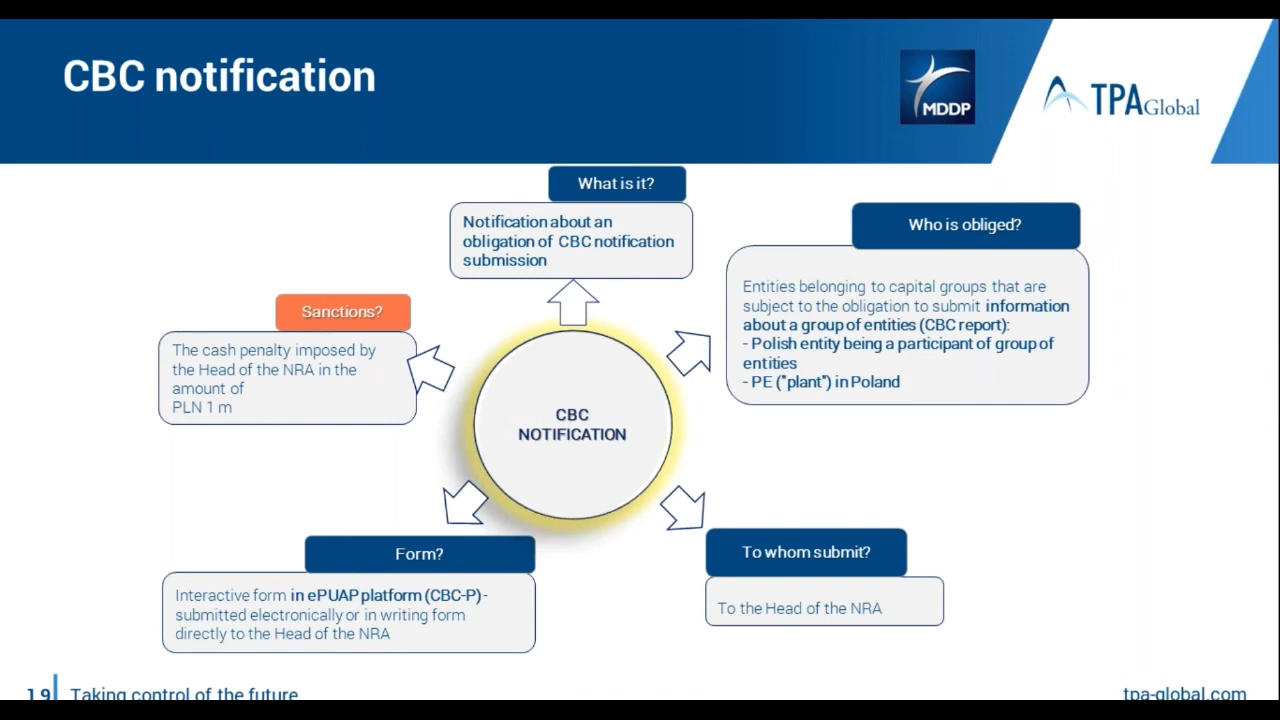 CBC notification
MDDP
TPA Global
What is it?
Notification about an
obligation of CBC notification
submission
Who is obliged?
Entities belonging to capital groups that are
subject to the obligation to submit information
about a group of entities (CBC report):
- Polish entity being a participant of group of
entities
- PE ("plant") in Poland
Sanctions?
The cash penalty imposed by
the Head of the NRA in the
amount of
PLN 1 m
CBC
NOTIFICATION
Form?
Interactive form in ePUAP platform (CBC-P)-
submitted electronically or in writing form
directly to the Head of the NRA
To whom submit?
To the Head of the NRA
19
Taking control of the future
tpa-global.com